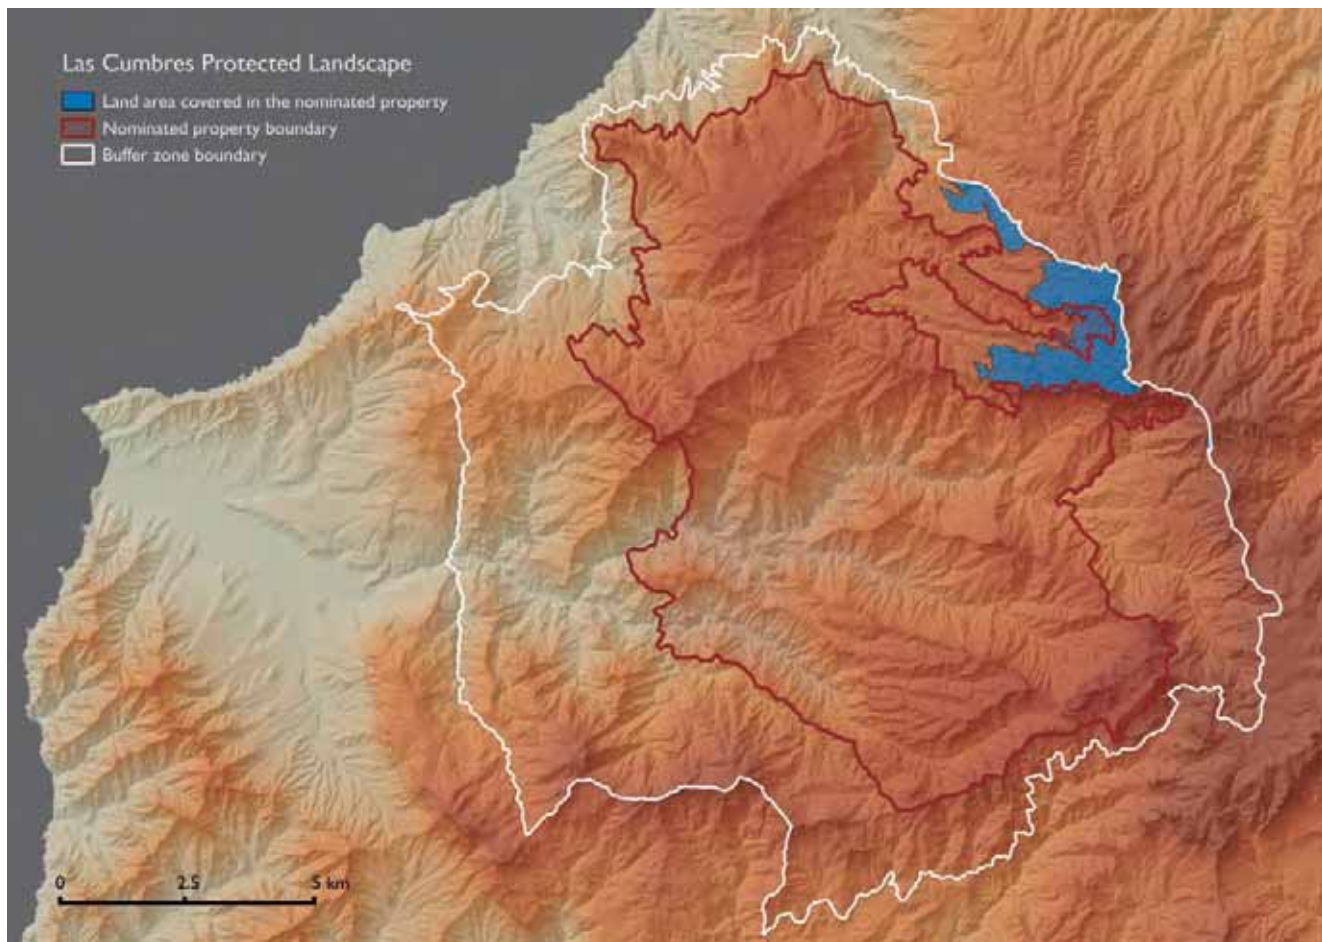 Las Cumbres Protected Landscape
Land area covered in the nominated property
Nominated property boundary
Buffer zone boundary
0 2.5 5 km